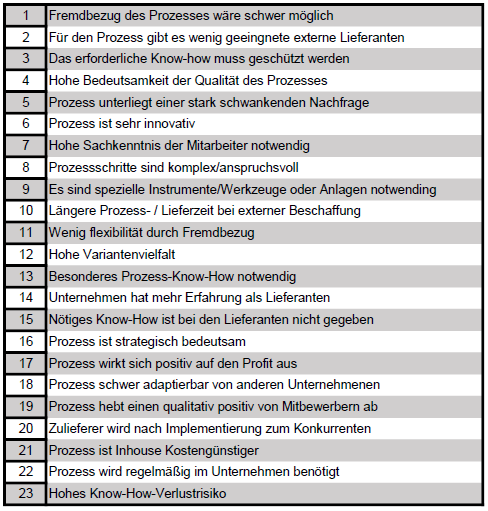 1 Fremdbezug des Prozesses wäre schwer möglich
2 Für den Prozess gibt es wenig geeingnete externe Lieferanten
3 Das erforderliche Know-how muss geschützt werden
4 Hohe Bedeutsamkeit der Qualität des Prozesses
5 Prozess unterliegt einer stark schwankenden Nachfrage
6 Prozess ist sehr innovativ
7 Hohe Sachkenntnis der Mitarbeiter notwendig
8 Prozessschritte sind komplex/anspruchsvoll
9 Es sind spezielle Instrumente/Werkzeuge oder Anlagen notwending
10 Längere Prozess- / Lieferzeit bei externer Beschaffung
11 Wenig flexibilität durch Fremdbezug
12 Hohe Variantenvielfalt
13 Besonderes Prozess-Know-How notwendig
14 Unternehmen hat mehr Erfahrung als Lieferanten
15 Nötiges Know-How ist bei den Lieferanten nicht gegeben
16 Prozess ist strategisch bedeutsam
17 Prozess wirkt sich positiv auf den Profit aus
18 Prozess schwer adaptierbar von anderen Unternehmenen
19 Prozess hebt einen qualitativ positiv von Mitbewerbern ab
20 Zulieferer wird nach Implementierung zum Konkurrenten
21 Prozess ist Inhouse Kostengünstiger
22 Prozess wird regelmäßig im Unternehmen benötigt
23 Hohes Know-How-Verlustrisiko